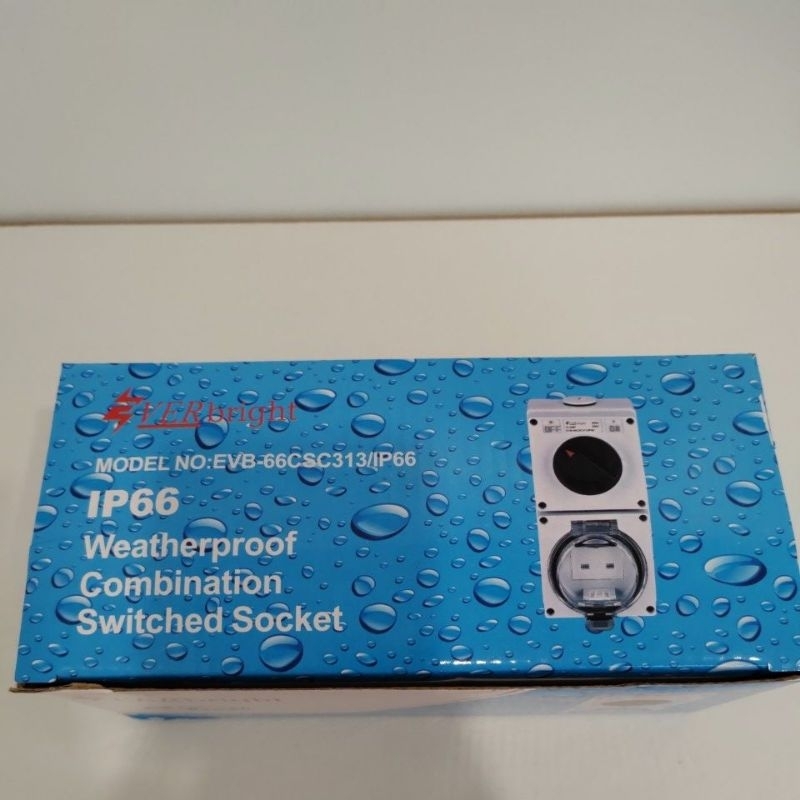 EVERbright
MODEL NO:EVB-66CSC313/IP66
IP66
Weatherproof
Combination
Switched Socket
OFF
ON